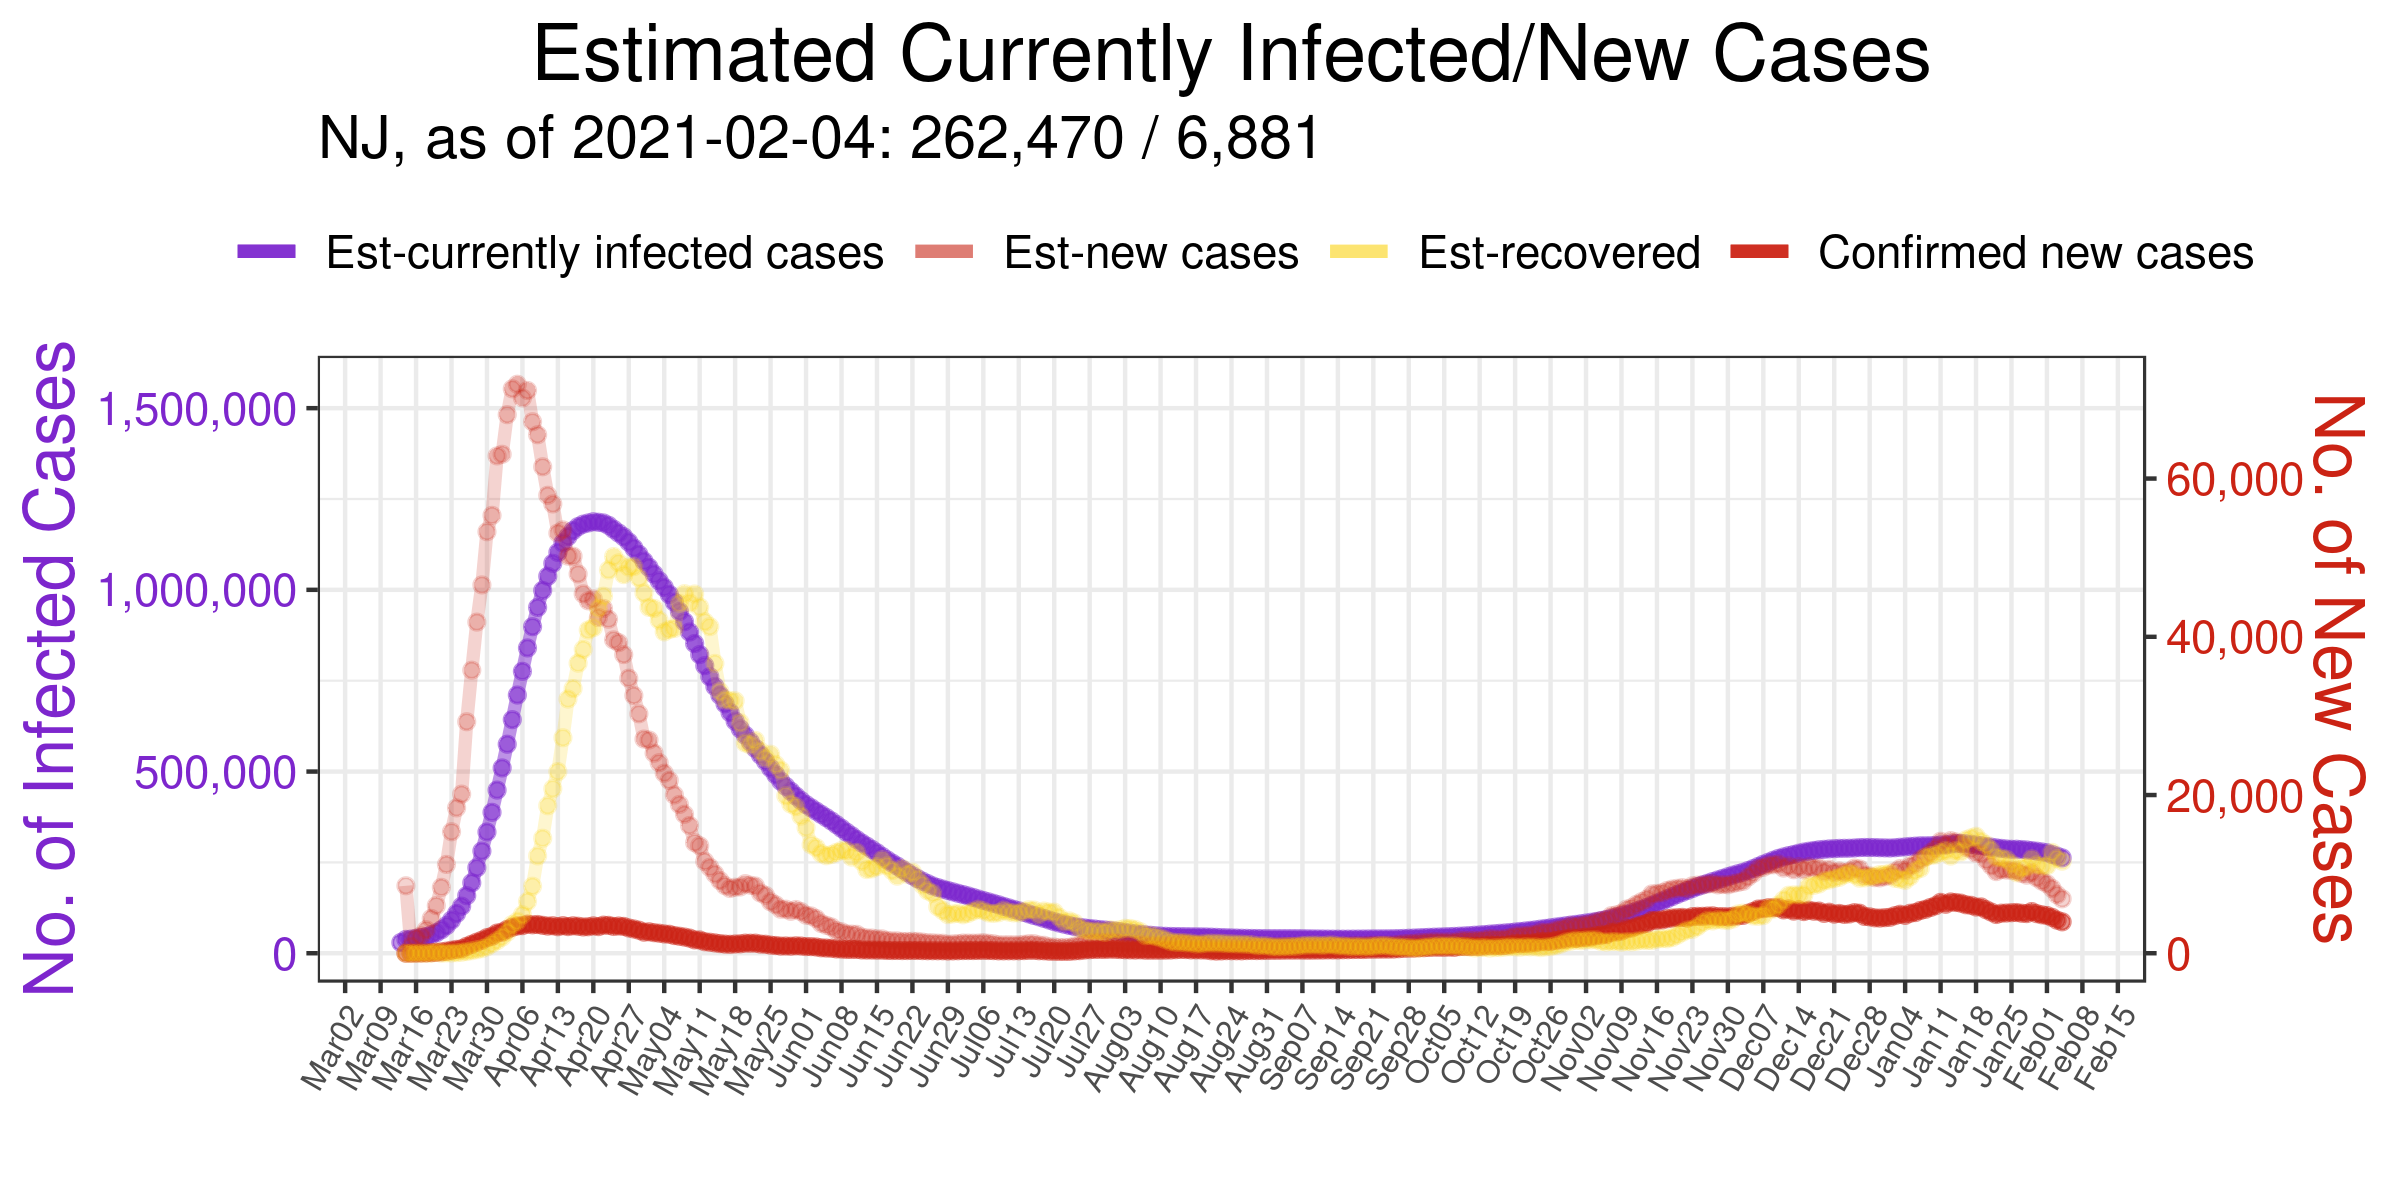 Estimated Currently Infected/New Cases
NJ, as of 2021-02-04: 262,470 / 6,881
Est-currently infected cases Est-new cases Est-recovered Confirmed new cases
No. of Infected Cases
1,500,000
1,000,000
500,000
0
60,000
40,000
20,000
0
No. of New Cases
Mar02 Mar09 Mar16 Mar23 Mar30 Apr06 Apr13 Apr20 Apr27 May04 May11 May18 May25 Jun01 Jun08 Jun15 Jun22 Jun29 Jul06 Jul13 Jul20 Jul27 Aug03 Aug10 Aug17 Aug24 Aug31 Sep07 Sep14 Sep21 Sep28 Oct05 Oct12 Oct19 Oct26 Nov02 Nov09 Nov16 Nov23 Nov30 Dec07 Dec14 Dec21 Dec28 Jan04 Jan11 Jan18 Jan25 Feb01 Feb08 Feb15